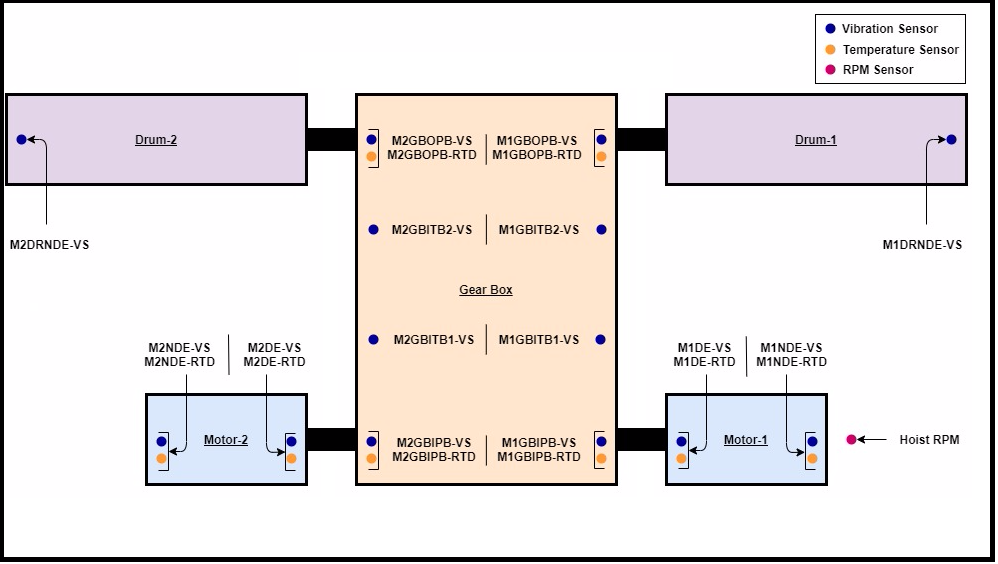 Vibration Sensor
Temperature Sensor
RPM Sensor
Drum-2
M2GBOPB-VS
M2GBOPB-RTD
M1GBOPB-VS
M1GBOPB-RTD
Drum-1
M2DRNDE-VS
M2GBITB2-VS
M1GBITB2-VS
M1DRNDE-VS
Gear Box
M2NDE-VS
M2NDE-RTD
M2DE-VS
M2DE-RTD
M2GBITB1-VS
M1GBITB1-VS
M1DE-VS
M1DE-RTD
M1NDE-VS
M1NDE-RTD
Motor-2
M2GBIPB-VS
M2GBIPB-RTD
M1GBIPB-VS
M1GBIPB-RTD
Motor-1
Hoist RPM